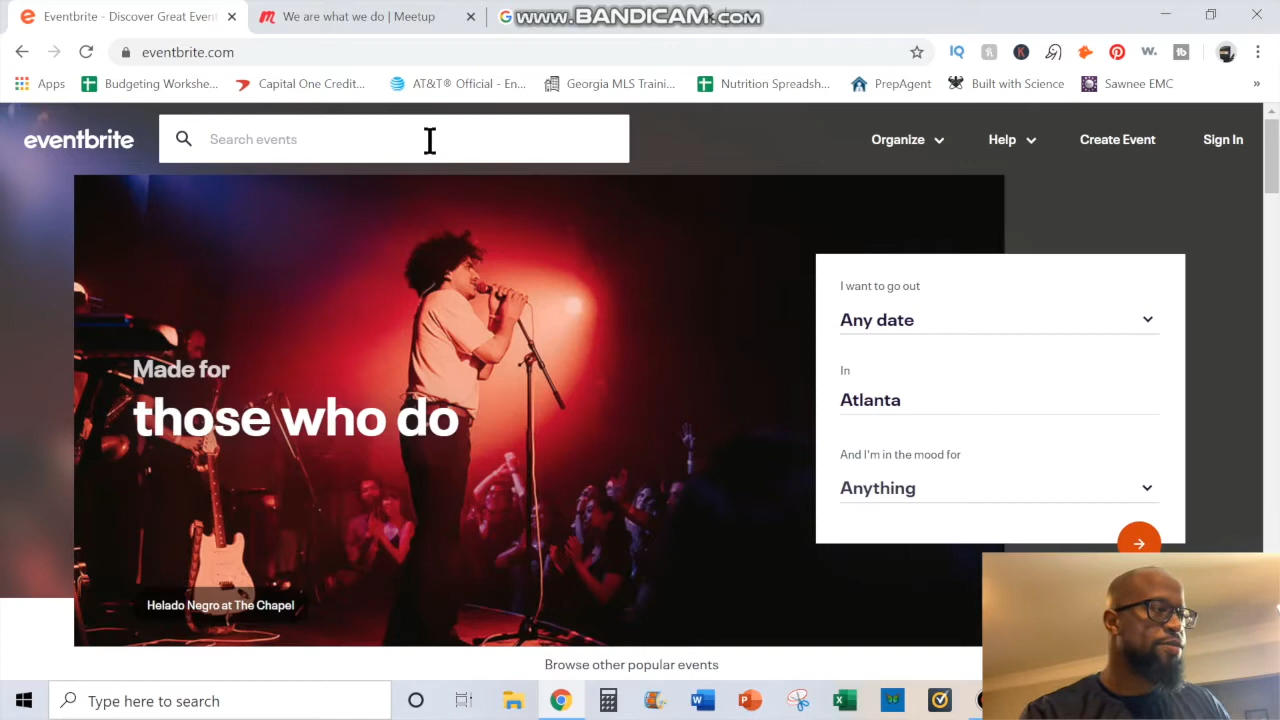 Eventbrite - Discover Great Event
We are what we do | Meetup
www.BANDICAM.com
eventbrite.com
Apps
Budgeting Workshe...
Capital One Credit...
AT&T® Official - En...
Georgia MLS Traini...
Nutrition Spreadsh...
PrepAgent
Built with Science
Sawnee EMC
»
eventbrite
Search events
Organize
Help
Create Event
Sign In
I want to go out
Any date
In
Atlanta
And I'm in the mood for
Anything
Made for
those who do
Helado Negro at The Chapel
Browse other popular events
Type here to search